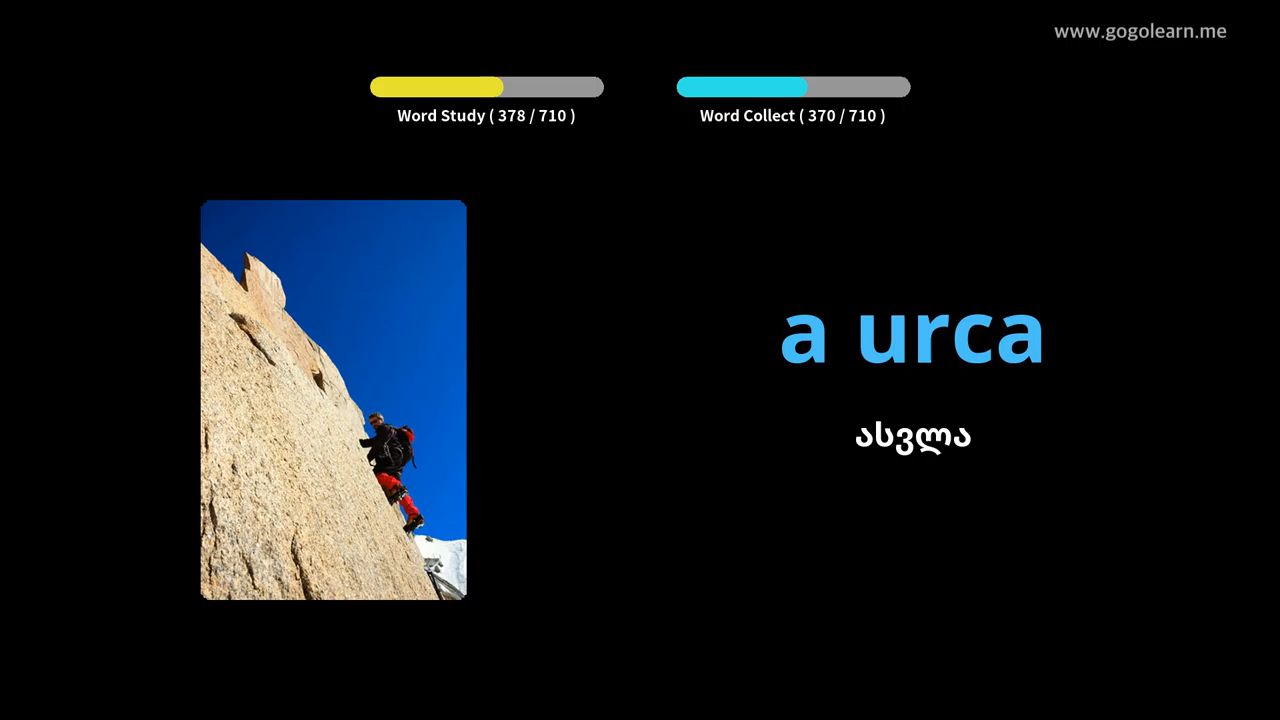 www.gogolearn.me
Word Study ( 378 / 710 )
Word Collect ( 370 / 710 )
a urca
ასვლა